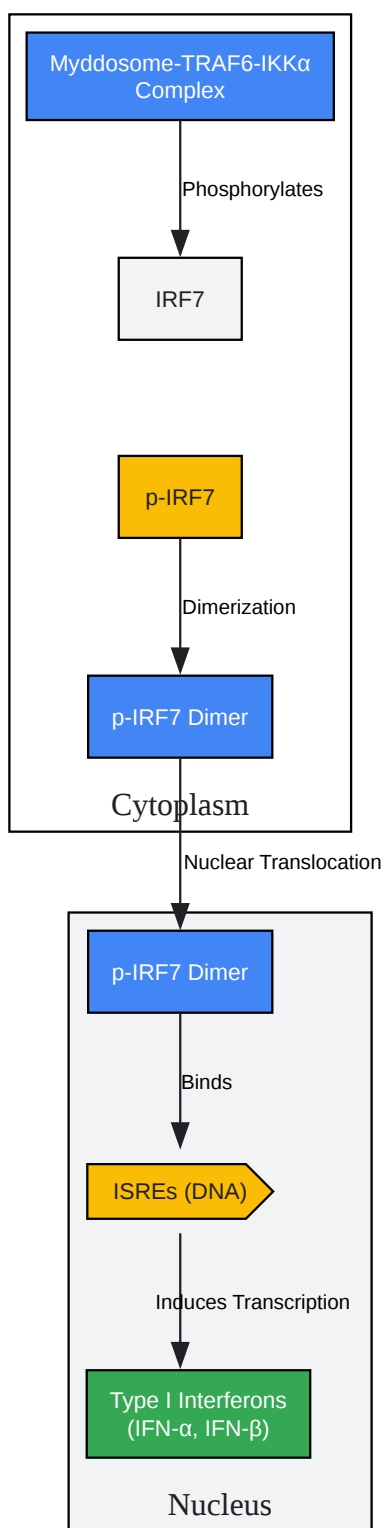 Myddosome-TRAF6-IKKα
Complex
Phosphorylates
IRF7
p-IRF7
Dimerization
p-IRF7 Dimer
Cytoplasm
Nuclear Translocation
p-IRF7 Dimer
Binds
ISREs (DNA)
Induces Transcription
Type I Interferons
(IFN-α, IFN-β)
Nucleus